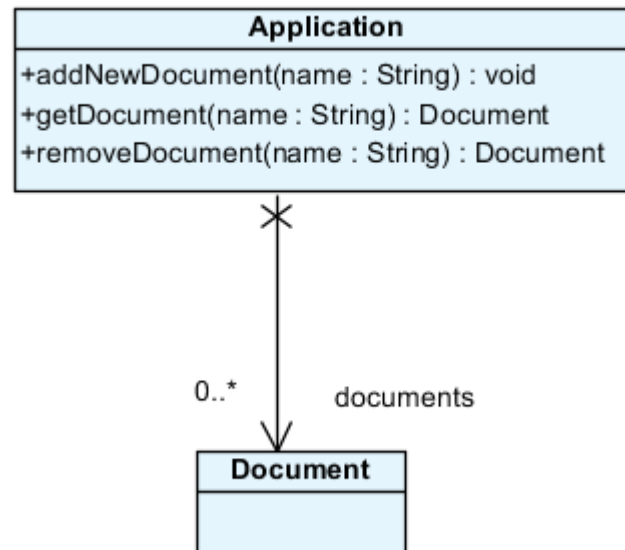 Application
+addNewDocument(name : String) : void
+getDocument(name : String) : Document
+removeDocument(name : String) : Document
0..* documents
Document